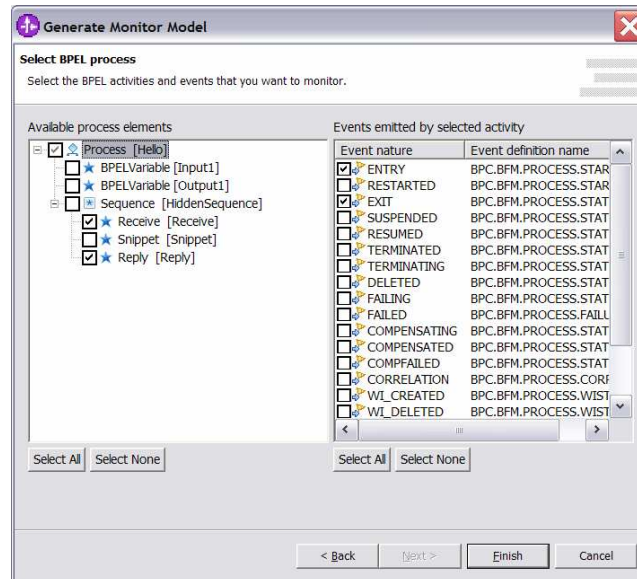 Generate Monitor Model
Select BPEL process
Select the BPEL activities and events that you want to monitor.
Available process elements
Process [Hello]
BPELVariable [Input1]
BPELVariable [Output1]
Sequence [HiddenSequence]
Receive [Receive]
Snippet [Snippet]
Reply [Reply]
Select All Select None
Events emitted by selected activity
Event nature Event definition name
ENTRY BPC.BFM.PROCESS.STAR
RESTARTED BPC.BFM.PROCESS.STAR
EXIT BPC.BFM.PROCESS.STAT
SUSPENDED BPC.BFM.PROCESS.STAT
RESUMED BPC.BFM.PROCESS.STAT
TERMINATED BPC.BFM.PROCESS.STAT
TERMINATING BPC.BFM.PROCESS.STAT
DELETED BPC.BFM.PROCESS.STAT
FAILING BPC.BFM.PROCESS.STAT
FAILED BPC.BFM.PROCESS.FAILU
COMPENSATING BPC.BFM.PROCESS.STAT
COMPENSATED BPC.BFM.PROCESS.STAT
COMPFAILED BPC.BFM.PROCESS.STAT
CORRELATION BPC.BFM.PROCESS.CORR
WI_CREATED BPC.BFM.PROCESS.WIST
WI_DELETED BPC.BFM.PROCESS.WIST
Select All Select None
< Back Next > Finish Cancel